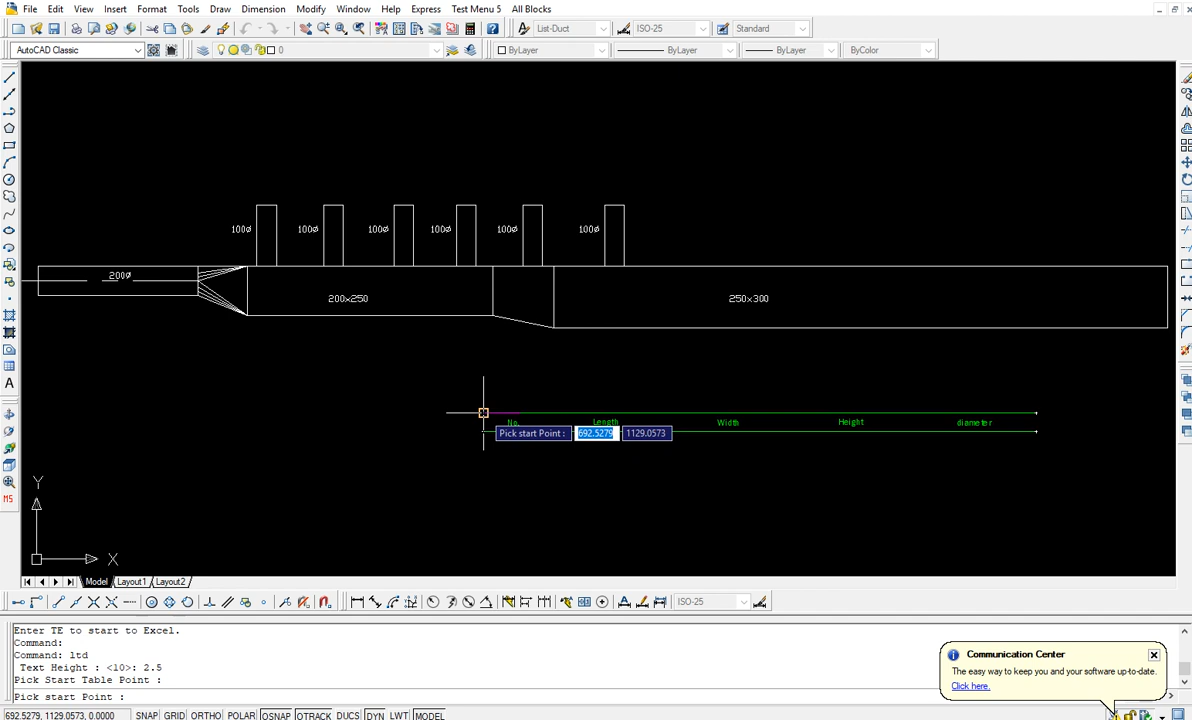 File Edit View Insert Format Tools Draw Dimension Modify Window Help Express Test Menu 5 All Blocks
List-Duct ISO-25 Standard
AutoCAD Classic 0 ByLayer ByLayer ByLayer ByColor
100ø 100ø 100ø 100ø 100ø 100ø
200ø
200x250 250x300
No. Length Width Height diameter
Pick start Point : 692.5279 1129.0573
A
MS
Y
X
Model Layout1 Layout2
ISO-25
Enter TE to start to Excel.
Command:
Command: ltd
Text Height : <10>: 2.5
Pick Start Table Point :
Pick start Point :
Communication Center
The easy way to keep you and your software up-to-date.
Click here.
692.5279, 1129.0573, 0.0000 SNAP GRID ORTHO POLAR OSNAP OTRACK DUCS DYN LWT MODEL